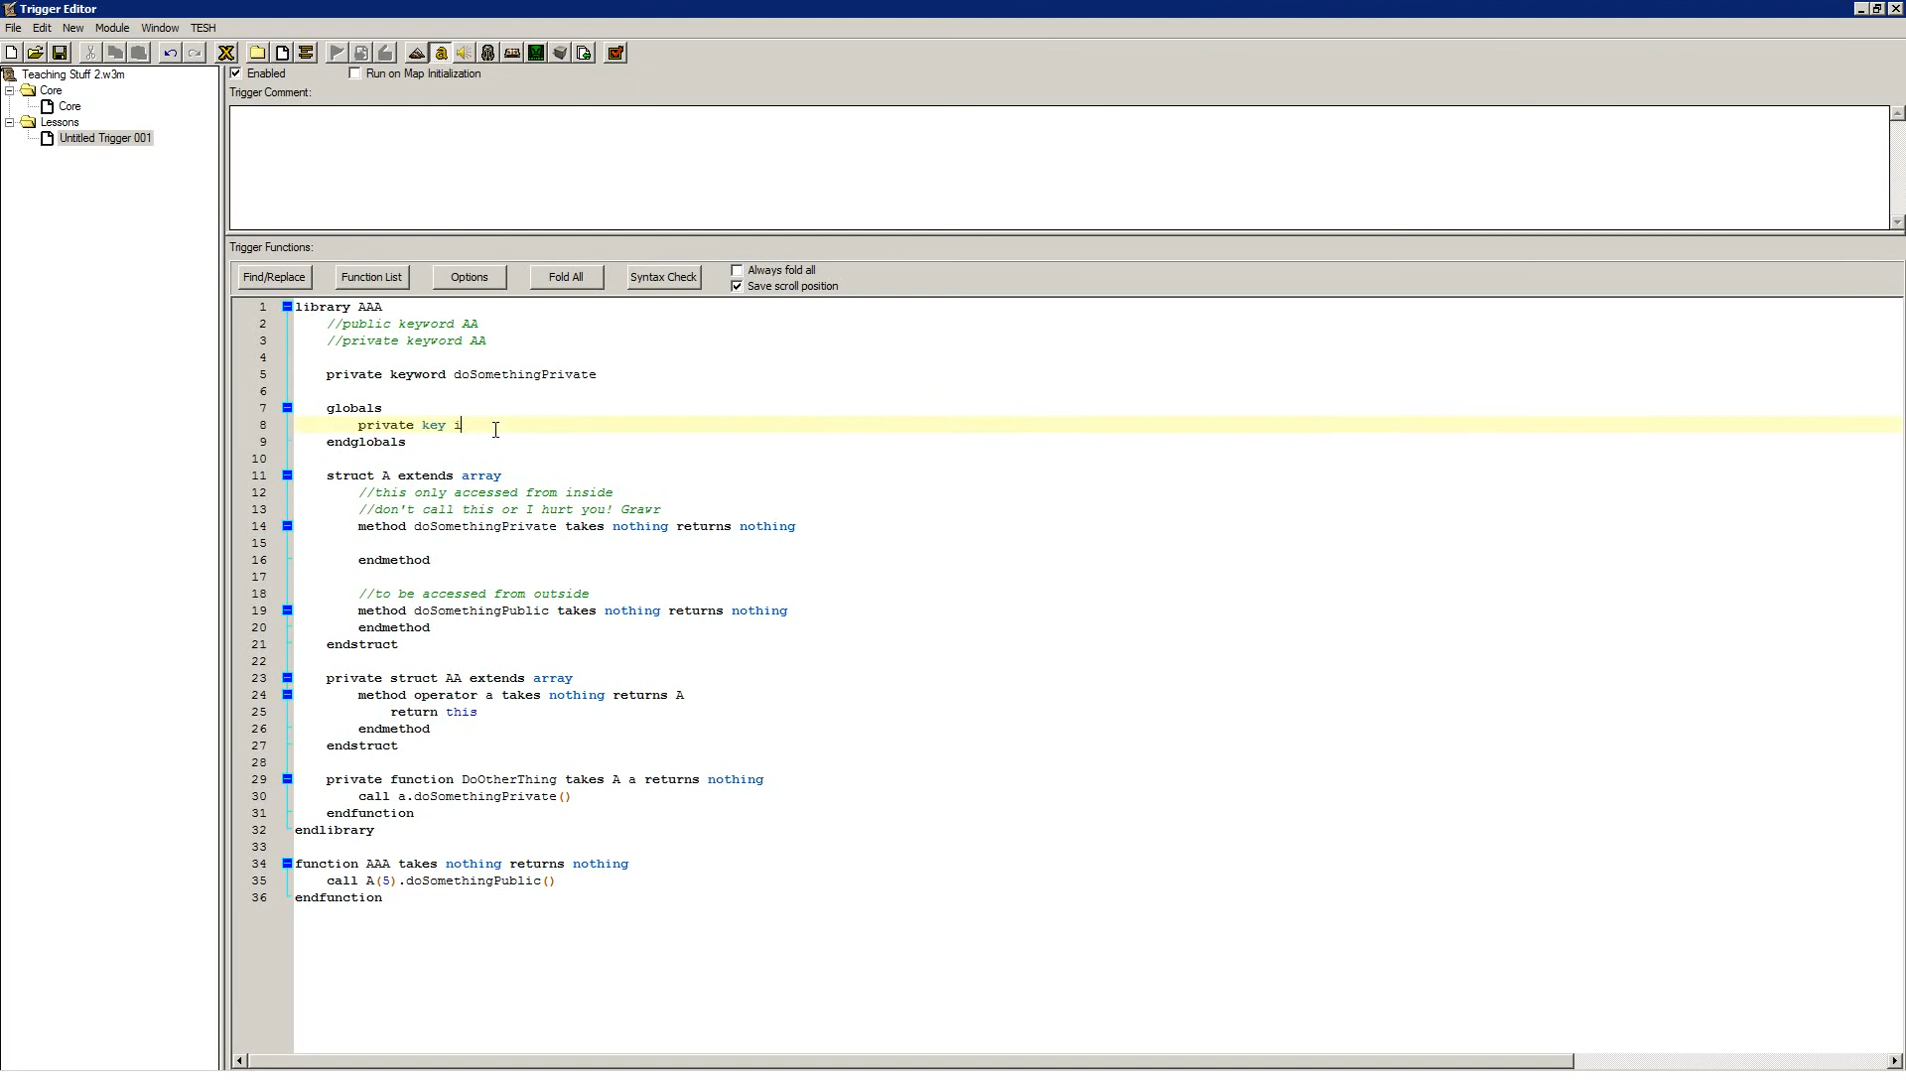 Trigger Editor
File Edit New Module Window TESH
Teaching Stuff 2.w3m
Core
Core
Lessons
Untitled Trigger 001
Enabled Run on Map Initialization
Trigger Comment:
Trigger Functions:
Find/Replace Function List Options Fold All Syntax Check
Always fold all
Save scroll position
1 library AAA
2 //public keyword AA
3 //private keyword AA
4
5 private keyword doSomethingPrivate
6
7 globals
8 private key i
9 endglobals
10
11 struct A extends array
12 //this only accessed from inside
13 //don't call this or I hurt you! Grawr
14 method doSomethingPrivate takes nothing returns nothing
15
16 endmethod
17
18 //to be accessed from outside
19 method doSomethingPublic takes nothing returns nothing
20 endmethod
21 endstruct
22
23 private struct AA extends array
24 method operator a takes nothing returns A
25 return this
26 endmethod
27 endstruct
28
29 private function DoOtherThing takes A a returns nothing
30 call a.doSomethingPrivate()
31 endfunction
32 endlibrary
33
34 function AAA takes nothing returns nothing
35 call A(5).doSomethingPublic()
36 endfunction